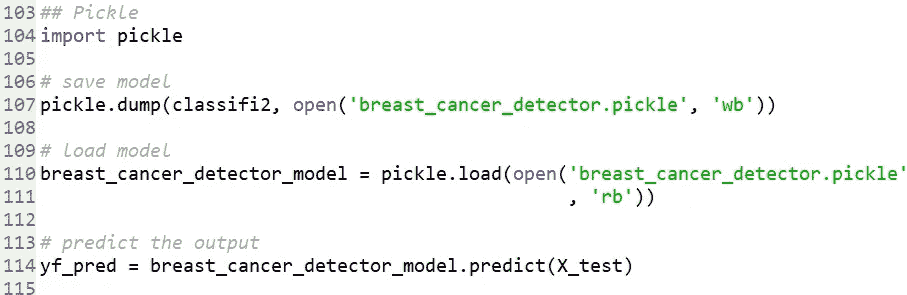 103 ## Pickle
104 import pickle
105
106 # save model
107 pickle.dump(classifi2, open('breast_cancer_detector.pickle', 'wb'))
108
109 # load model
110 breast_cancer_detector_model = pickle.load(open('breast_cancer_detector.pickle'
111 , 'rb'))
112
113 # predict the output
114 yf_pred = breast_cancer_detector_model.predict(X_test)
115